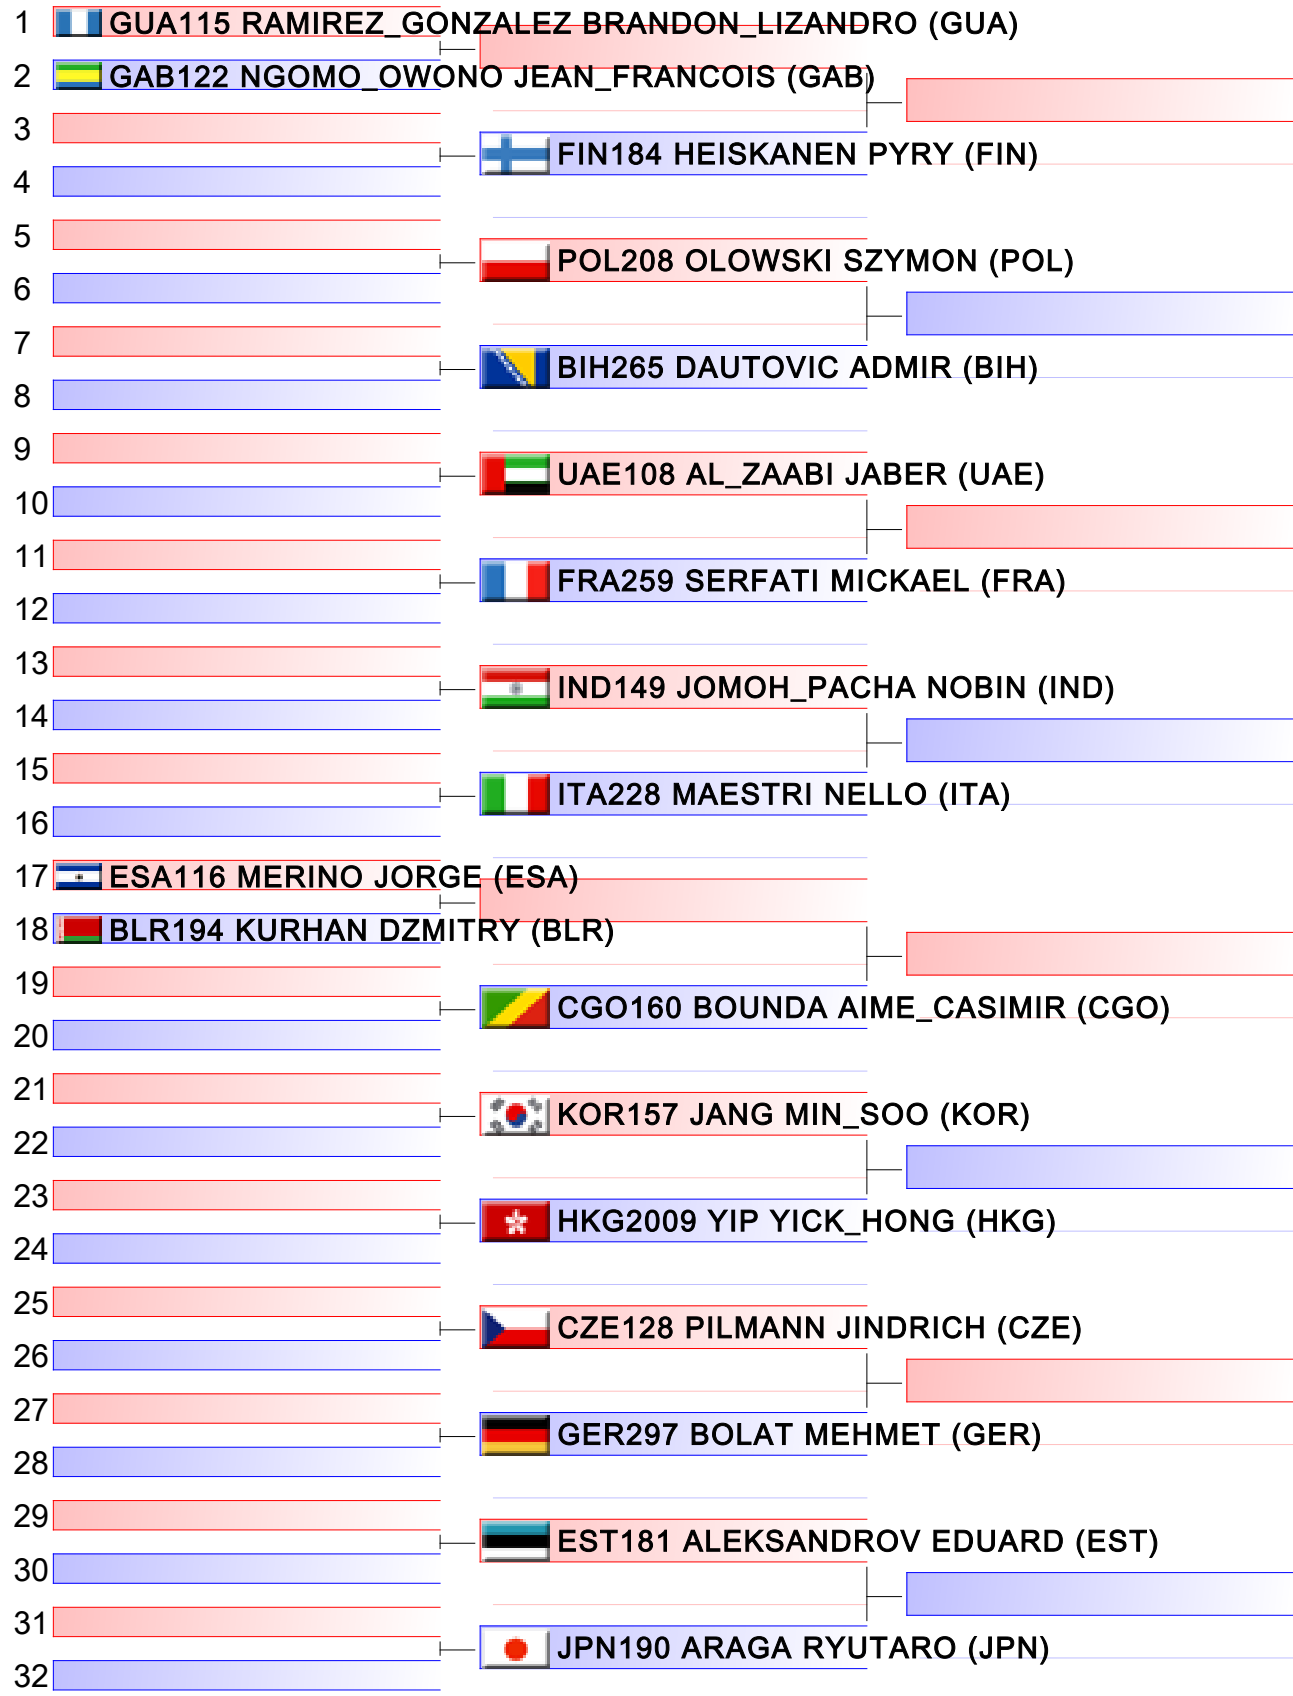 1 GUA115 RAMIREZ_GONZALEZ BRANDON_LIZANDRO (GUA)
2 GAB122 NGOMO_OWONO JEAN_FRANCOIS (GAB)
3
FIN184 HEISKANEN PYRY (FIN)
4
5
POL208 OLOWSKI SZYMON (POL)
6
7
BIH265 DAUTOVIC ADMIR (BIH)
8
9
UAE108 AL_ZAABI JABER (UAE)
10
11
FRA259 SERFATI MICKAEL (FRA)
12
13
IND149 JOMOH_PACHA NOBIN (IND)
14
15
ITA228 MAESTRI NELLO (ITA)
16
17 ESA116 MERINO JORGE (ESA)
18 BLR194 KURHAN DZMITRY (BLR)
19
CGO160 BOUNDA AIME_CASIMIR (CGO)
20
21
KOR157 JANG MIN_SOO (KOR)
22
23
HKG2009 YIP YICK_HONG (HKG)
24
25
CZE128 PILMANN JINDRICH (CZE)
26
27
GER297 BOLAT MEHMET (GER)
28
29
EST181 ALEKSANDROV EDUARD (EST)
30
31
JPN190 ARAGA RYUTARO (JPN)
32